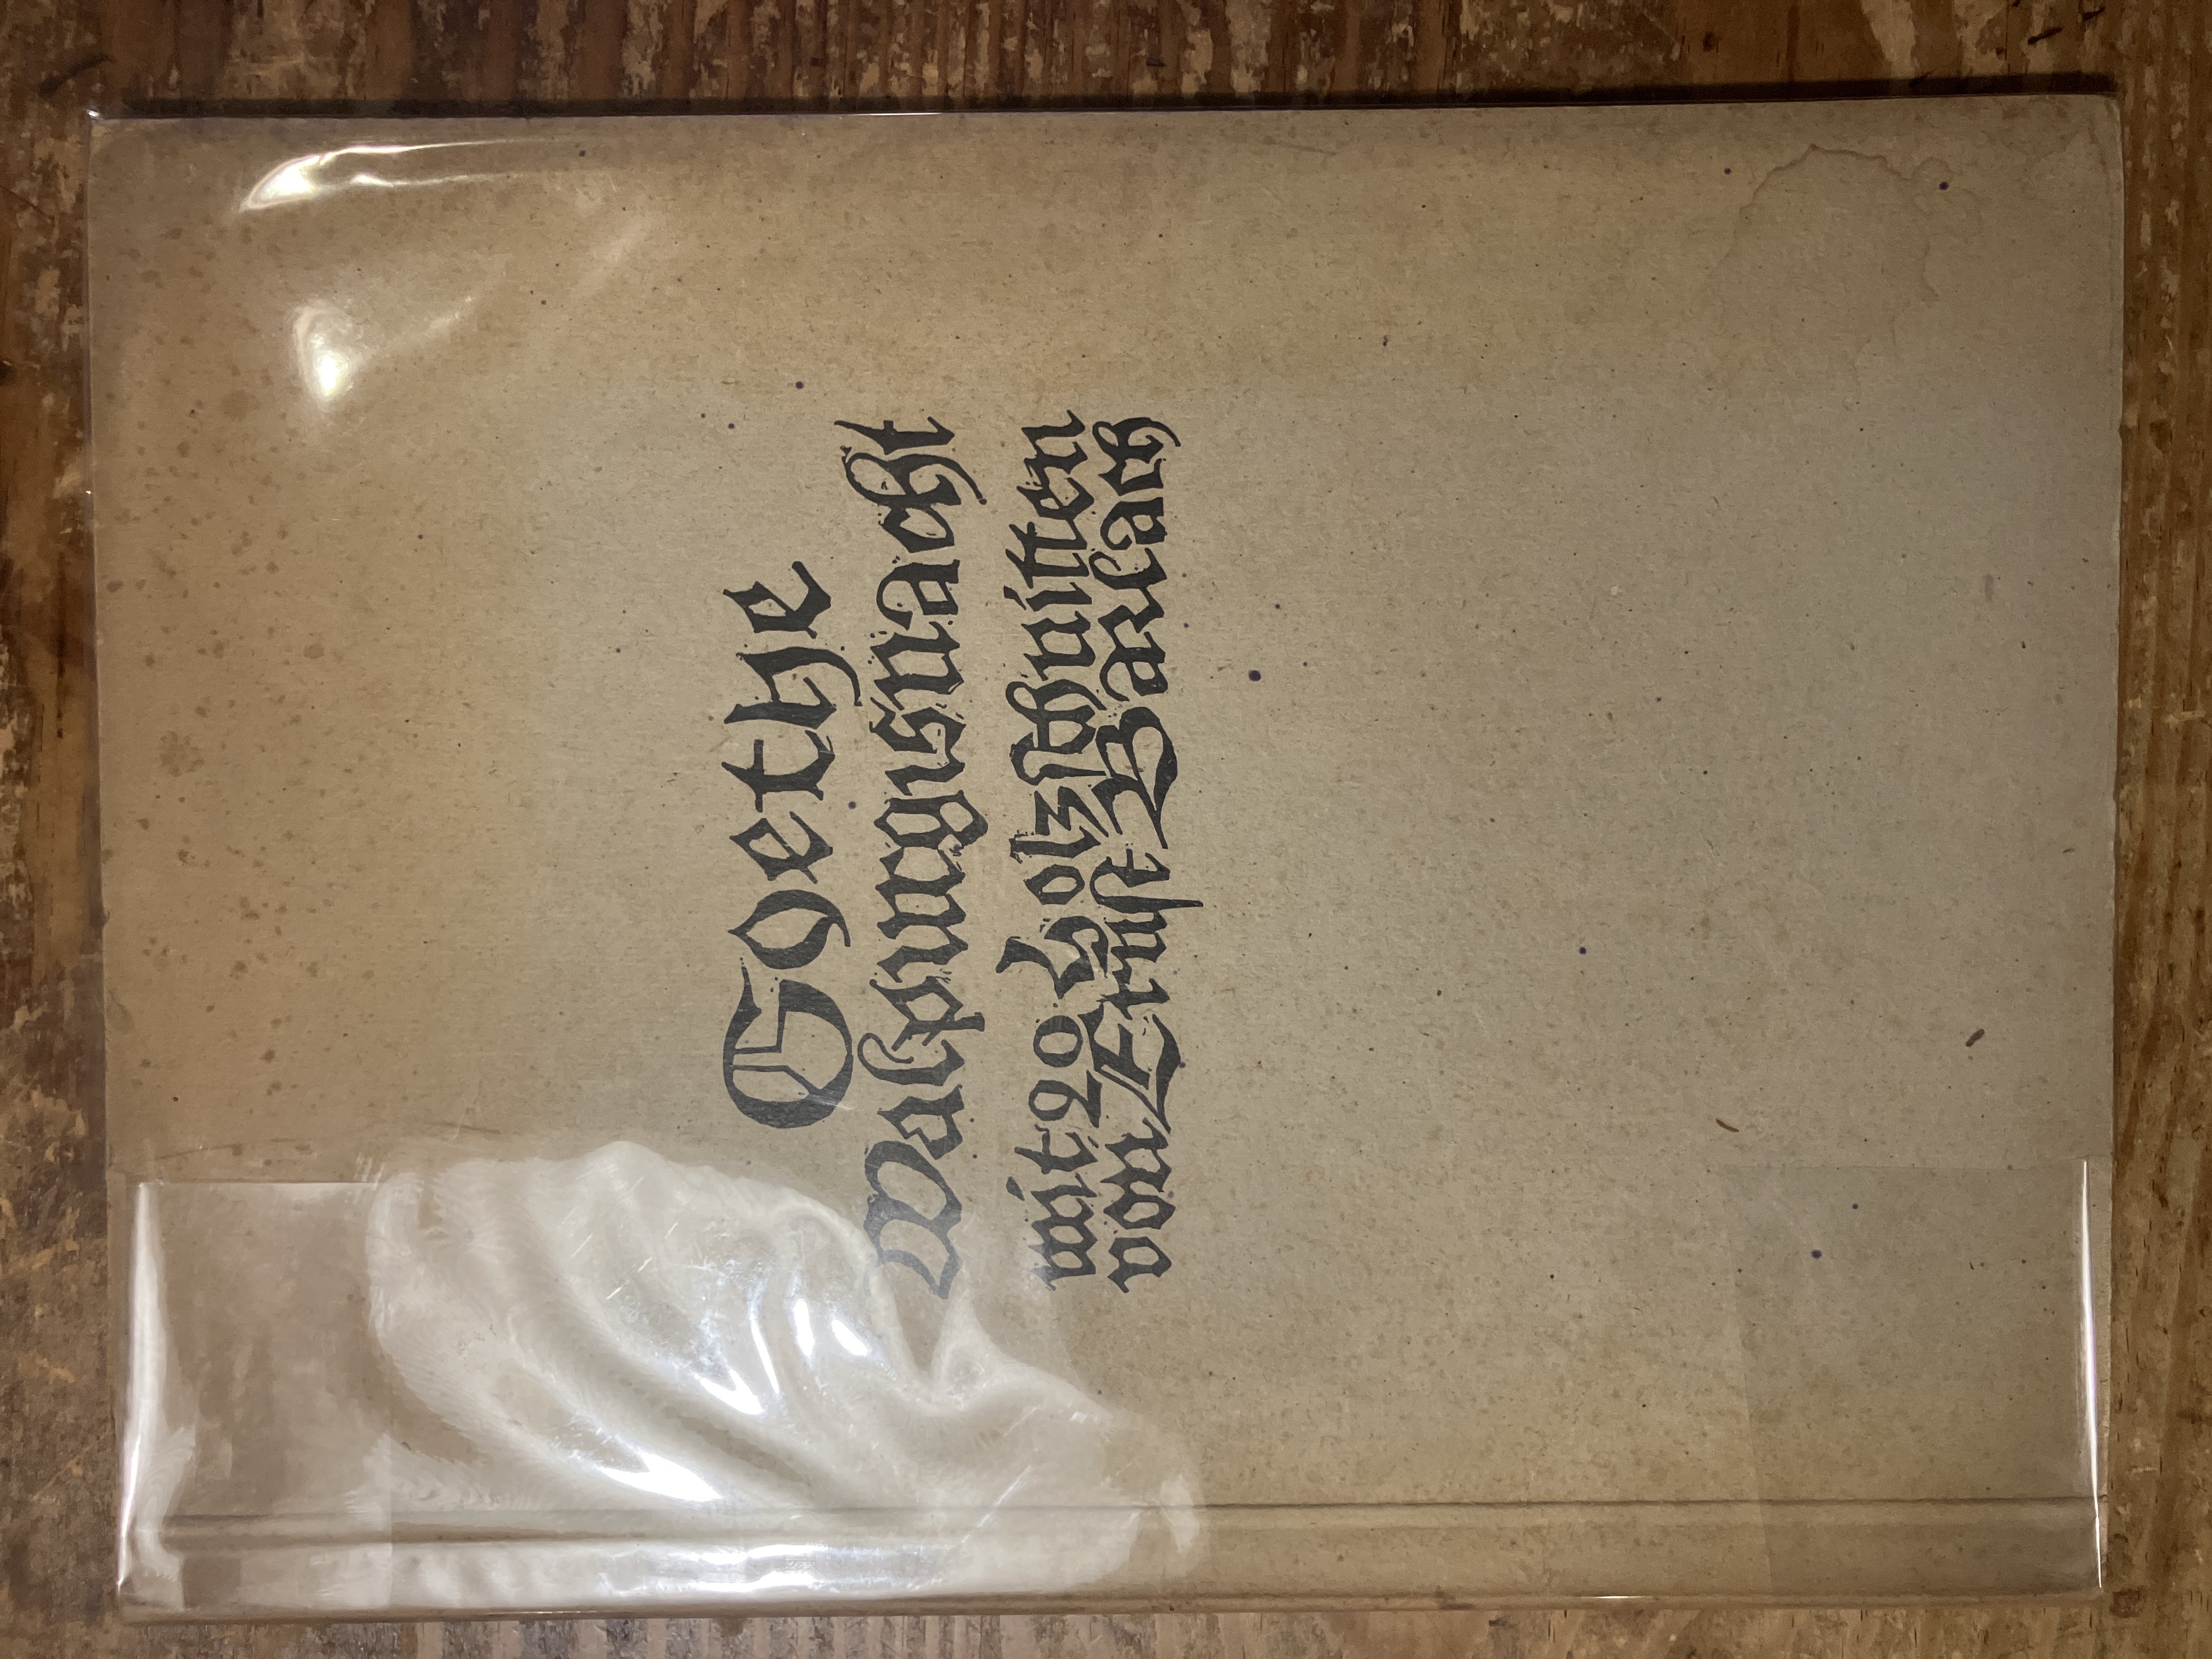 Goethe
Walpurgisnacht
mit 20 Holzschnitten
von Ernst Barlach